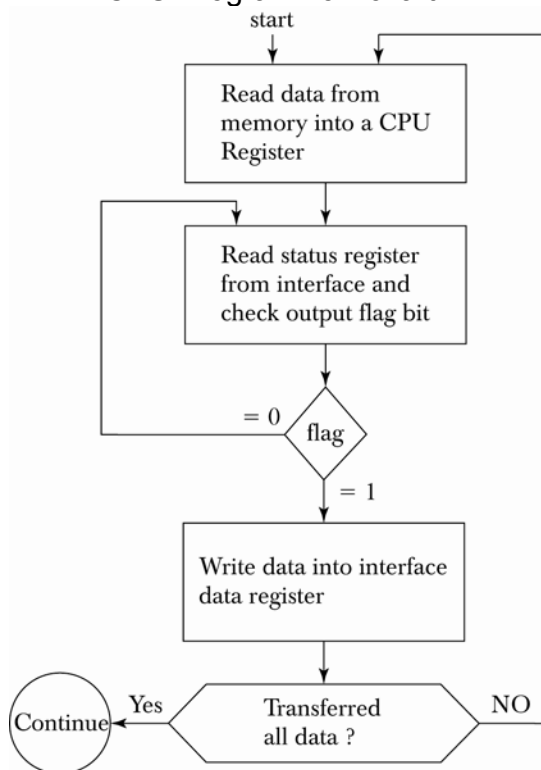 start
Read data from
memory into a CPU
Register
Read status register
from interface and
check output flag bit
= 0
flag
= 1
Write data into interface
data register
Continue
Yes
Transferred
all data ?
NO